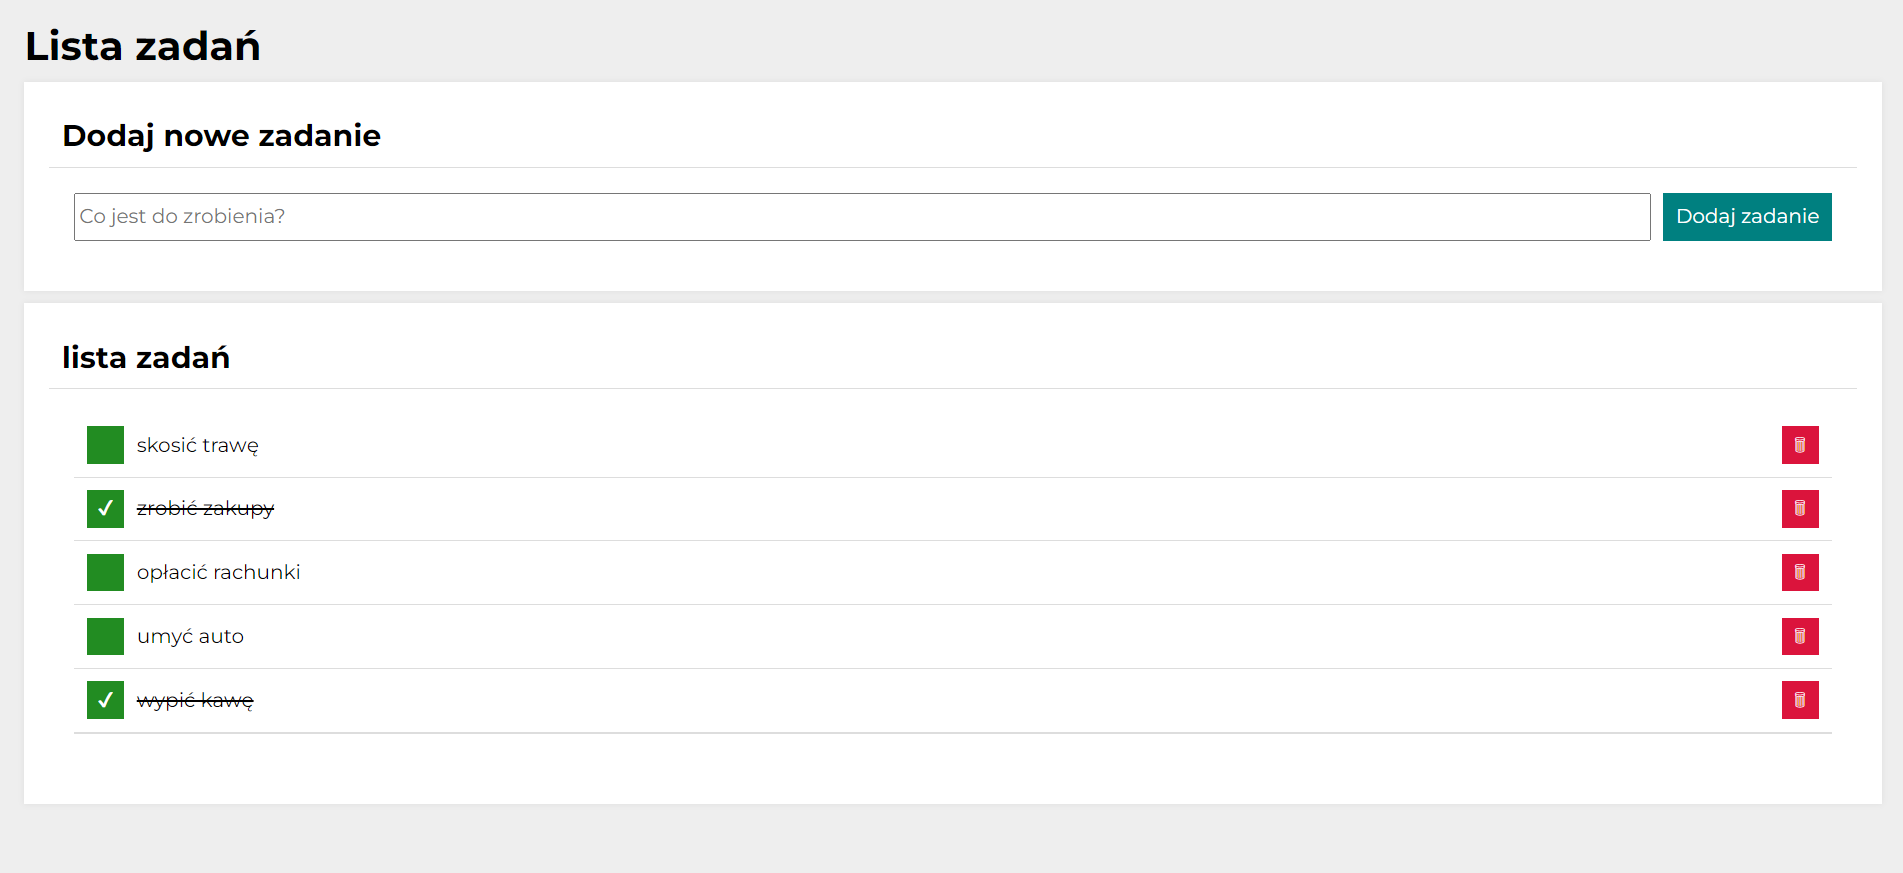 Lista zadań
Dodaj nowe zadanie
Co jest do zrobienia? Dodaj zadanie
lista zadań
skosić trawę
✓ zrobić zakupy
opłacić rachunki
umyć auto
✓ wypić kawę